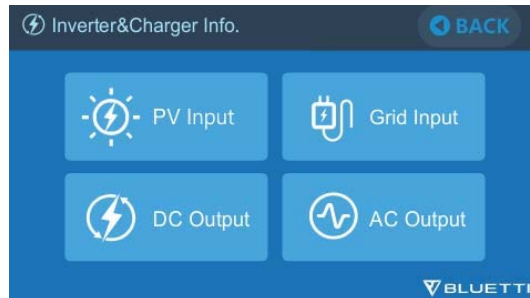 Inverter&Charger Info.
BACK
PV Input
Grid Input
DC Output
AC Output
BLUETTI